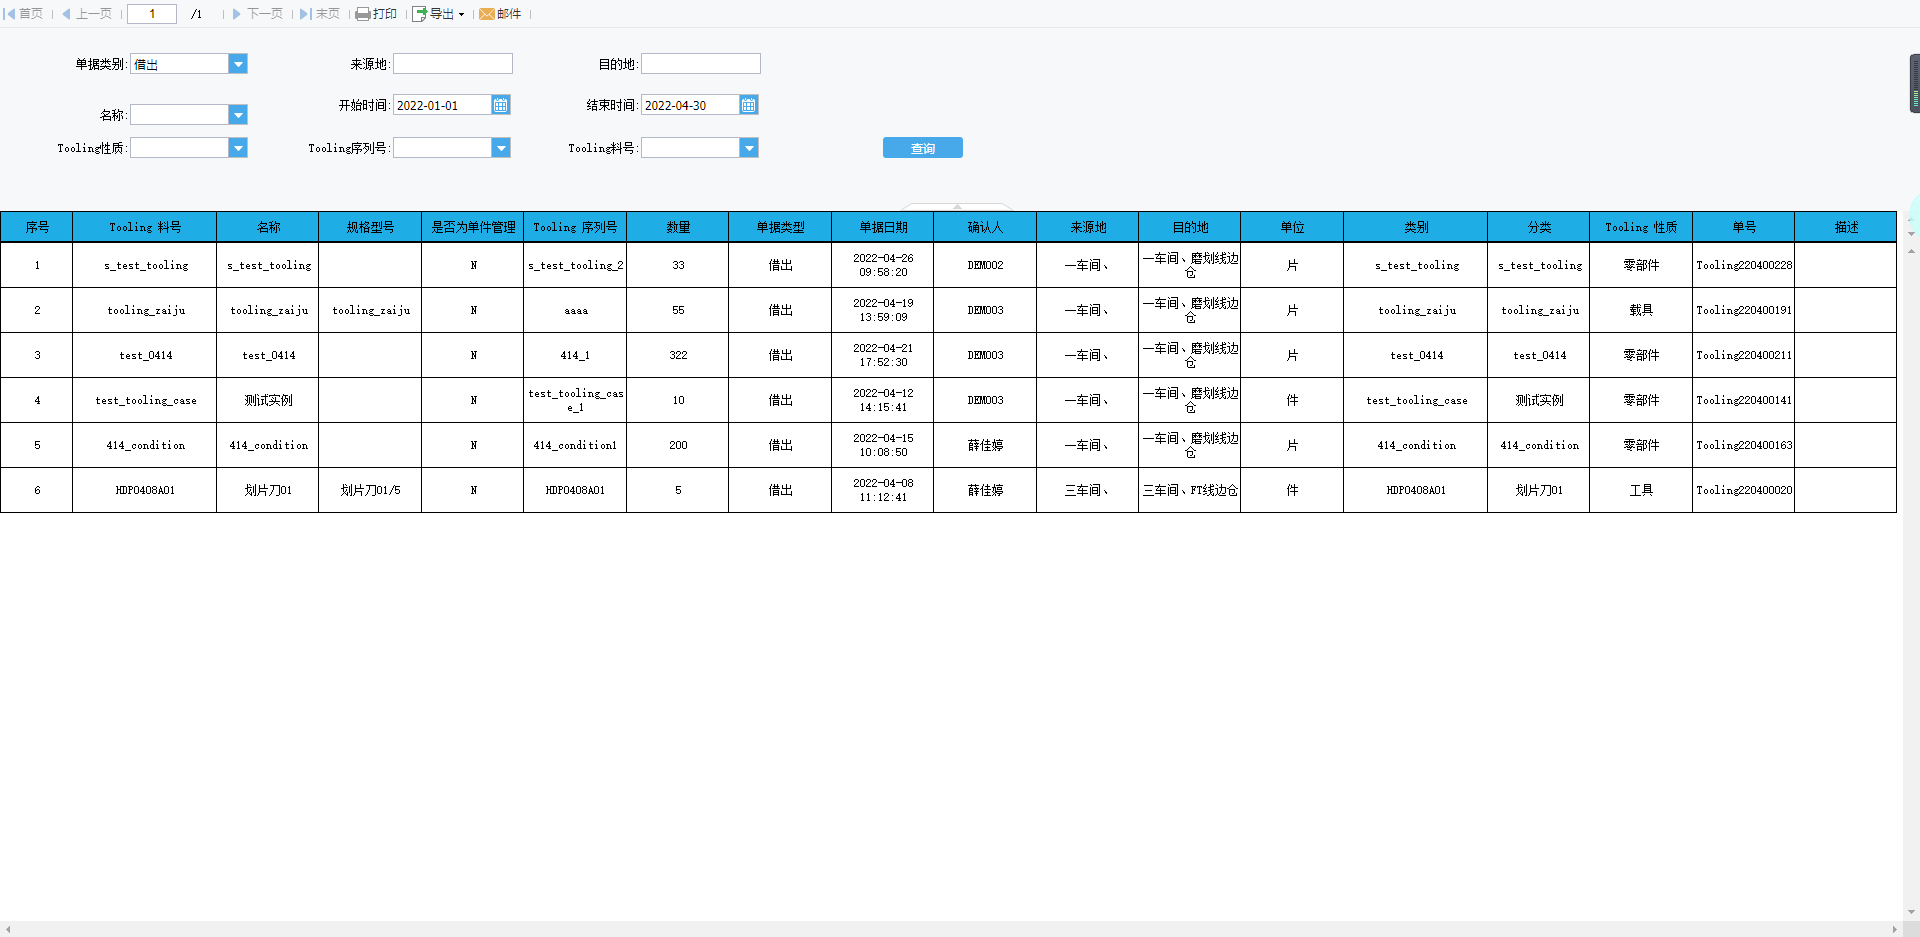 首页 上一页 1 /1 下一页 末页 打印 导出 邮件
单据类别: 借出 来源地: 目的地:
名称: 开始时间: 2022-01-01 结束时间: 2022-04-30
Tooling性质: Tooling序列号: Tooling料号: 查询
序号 Tooling 料号 名称 规格型号 是否为单件管理 Tooling 序列号 数量 单据类型 单据日期 确认人 来源地 目的地 单位 类别 分类 Tooling 性质 单号 描述
1 s_test_tooling s_test_tooling N s_test_tooling_2 33 借出 2022-04-26 09:58:20 DEM002 一车间、 一车间、磨划线边仓 片 s_test_tooling s_test_tooling 零部件 Tooling220400228
2 tooling_zaiju tooling_zaiju tooling_zaiju N aaaa 55 借出 2022-04-19 13:59:09 DEM003 一车间、 一车间、磨划线边仓 片 tooling_zaiju tooling_zaiju 载具 Tooling220400191
3 test_0414 test_0414 N 414_1 322 借出 2022-04-21 17:52:30 DEM003 一车间、 一车间、磨划线边仓 片 test_0414 test_0414 零部件 Tooling220400211
4 test_tooling_case 测试实例 N test_tooling_case_1 10 借出 2022-04-12 14:15:41 DEM003 一车间、 一车间、磨划线边仓 件 test_tooling_case 测试实例 零部件 Tooling220400141
5 414_condition 414_condition N 414_condition1 200 借出 2022-04-15 10:08:50 薛佳婷 一车间、 一车间、磨划线边仓 片 414_condition 414_condition 零部件 Tooling220400163
6 HDP0408A01 划片刀01 划片刀01/5 N HDP0408A01 5 借出 2022-04-08 11:12:41 薛佳婷 三车间、 三车间、FT线边仓 件 HDP0408A01 划片刀01 工具 Tooling220400020